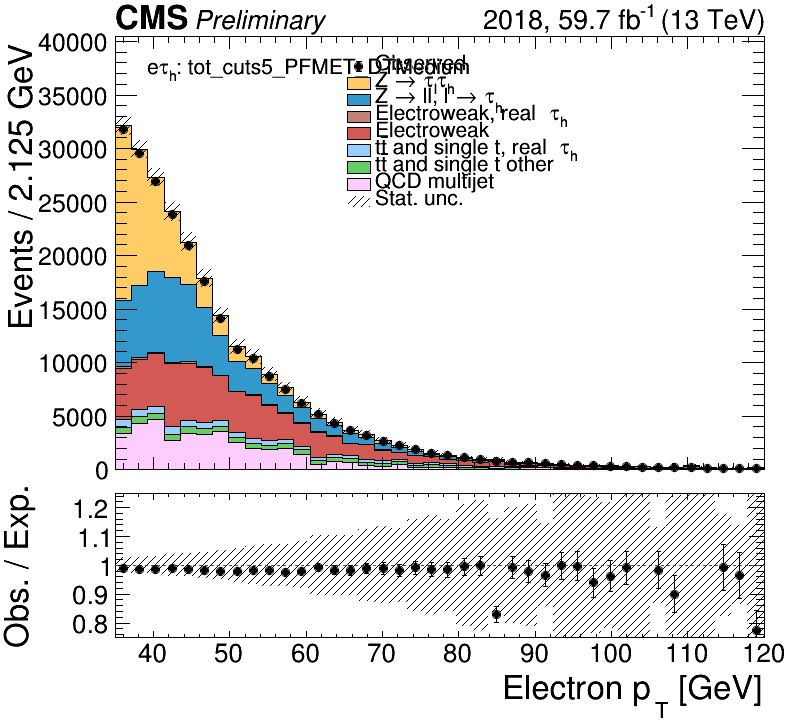 CMS Preliminary 2018, 59.7 fb⁻¹ (13 TeV)
Events / 2.125 GeV
40000
35000
30000
25000
20000
15000
10000
5000
0
eτh: tot_cuts5_PFMET
Medium
Observed
Z → ττh
Z → ll, l → τh
Electroweak, real τh
Electroweak
tt and single t, real τh
tt and single t other
QCD multijet
Stat. unc.
Obs. / Exp.
1.2
1.1
1
0.9
0.8
40 50 60 70 80 90 100 110 120
Electron pT [GeV]